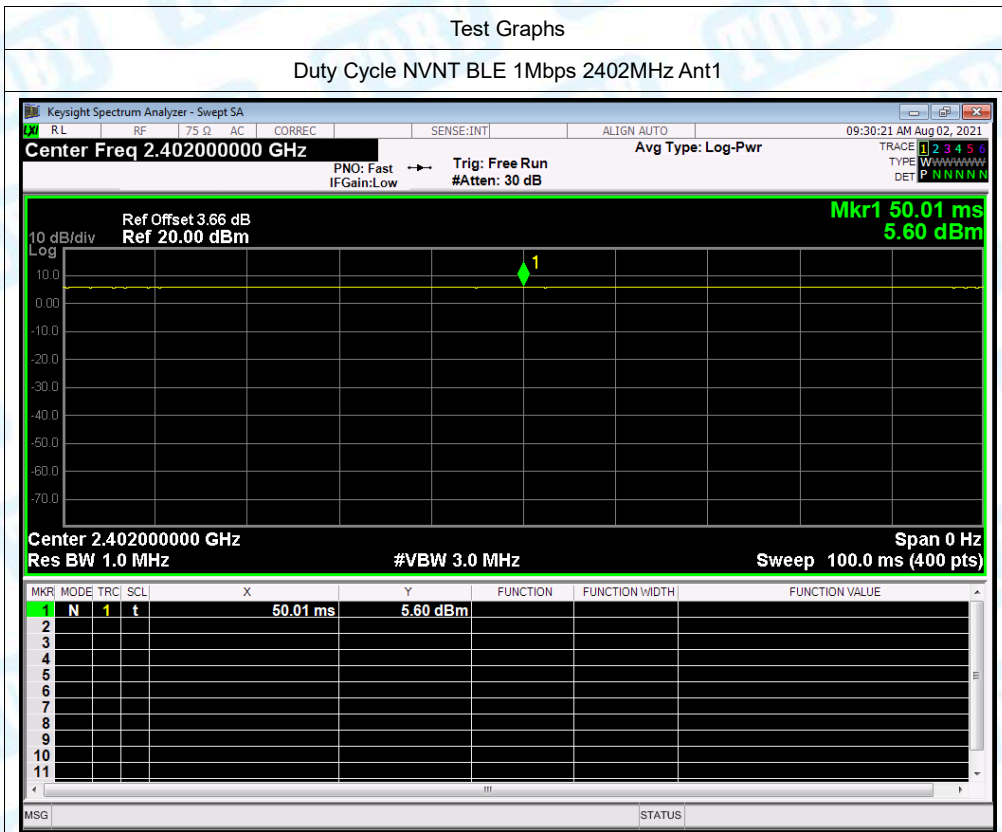 Test Graphs
Duty Cycle NVNT BLE 1Mbps 2402MHz Ant1
Keysight Spectrum Analyzer - Swept SA
LXI RL RF 75 Ω AC CORREC SENSE:INT ALIGN AUTO 09:30:21 AM Aug 02, 2021
Center Freq 2.402000000 GHz Avg Type: Log-Pwr TRACE 1 2 3 4 5 6
PNO: Fast Trig: Free Run TYPE WWWWWW
IFGain:Low #Atten: 30 dB DET P N N N N N
Mkr1 50.01 ms
Ref Offset 3.66 dB
10 dB/div Ref 20.00 dBm 5.60 dBm
Log
1
10.0
0.00
-10.0
-20.0
-30.0
-40.0
-50.0
-60.0
-70.0
Center 2.402000000 GHz Span 0 Hz
Res BW 1.0 MHz #VBW 3.0 MHz Sweep 100.0 ms (400 pts)
MKR MODE TRC SCL X Y FUNCTION FUNCTION WIDTH FUNCTION VALUE
1 N 1 t 50.01 ms 5.60 dBm
2
3
4
5
6
7
8
9
10
11
MSG STATUS
TOBY